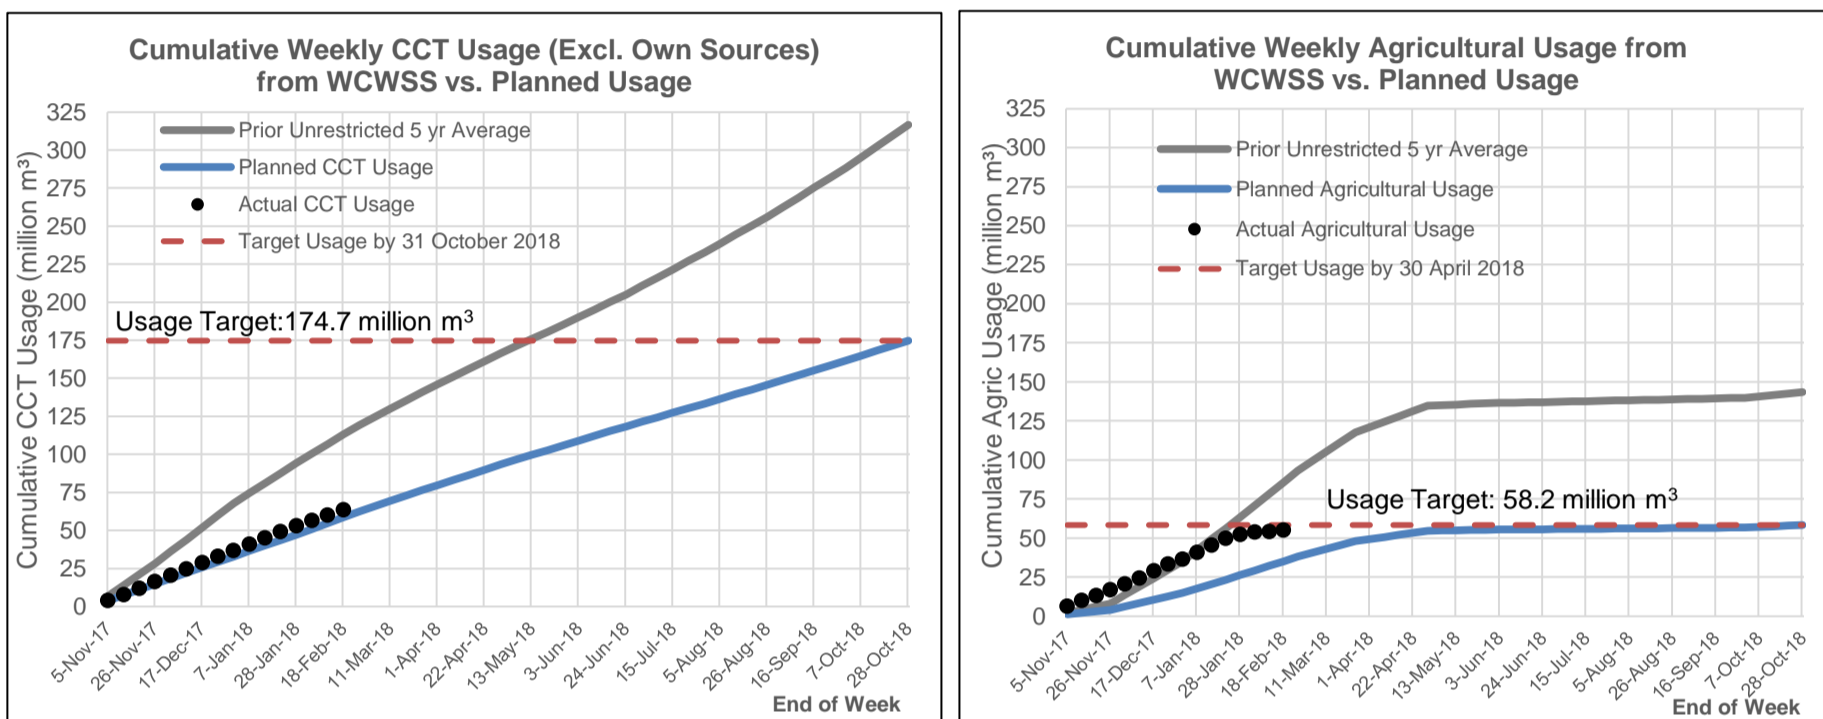 Cumulative Weekly CCT Usage (Excl. Own Sources)
from WCWSS vs. Planned Usage
Cumulative CCT Usage (million m³)
325
300
275
250
225
200
175
150
125
100
75
50
25
0
Prior Unrestricted 5 yr Average
Planned CCT Usage
Actual CCT Usage
Target Usage by 31 October 2018
Usage Target:174.7 million m³
5-Nov-17
26-Nov-17
17-Dec-17
7-Jan-18
28-Jan-18
18-Feb-18
11-Mar-18
1-Apr-18
22-Apr-18
13-May-18
3-Jun-18
24-Jun-18
15-Jul-18
5-Aug-18
26-Aug-18
16-Sep-18
7-Oct-18
28-Oct-18
End of Week
Cumulative Weekly Agricultural Usage from
WCWSS vs. Planned Usage
Cumulative Agric Usage (million m³)
325
300
275
250
225
200
175
150
125
100
75
50
25
0
Prior Unrestricted 5 yr Average
Planned Agricultural Usage
Actual Agricultural Usage
Target Usage by 30 April 2018
Usage Target: 58.2 million m³
5-Nov-17
26-Nov-17
17-Dec-17
7-Jan-18
28-Jan-18
18-Feb-18
11-Mar-18
1-Apr-18
22-Apr-18
13-May-18
3-Jun-18
24-Jun-18
15-Jul-18
5-Aug-18
26-Aug-18
16-Sep-18
7-Oct-18
28-Oct-18
End of Week